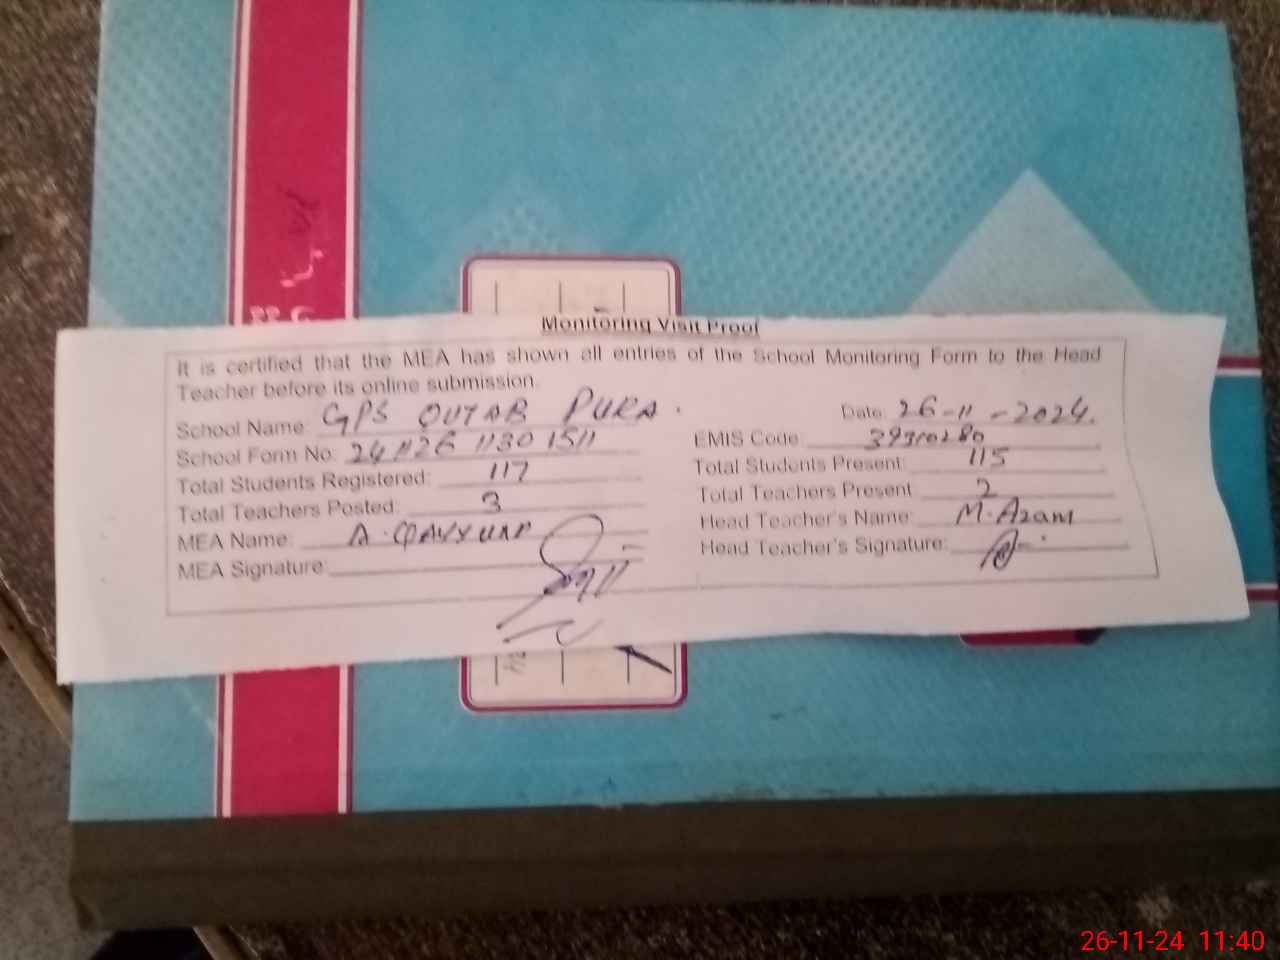 Monitoring Visit Proof
It is certified that the MEA has shown all entries of the School Monitoring Form to the Head
Teacher before its online submission.
School Name: GPS QUTAB PURA. Date: 26-11-2024.
School Form No: 241126 1130 1511 EMIS Code: 39310280
Total Students Registered: 117 Total Students Present: 115
Total Teachers Posted: 3 Total Teachers Present 2
MEA Name: A. QAYYUM Head Teacher's Name: M. Azam
MEA Signature: Head Teacher's Signature:
26-11-24 11:40